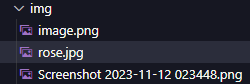 img
image.png
rose.jpg
Screenshot 2023-11-12 023448.png